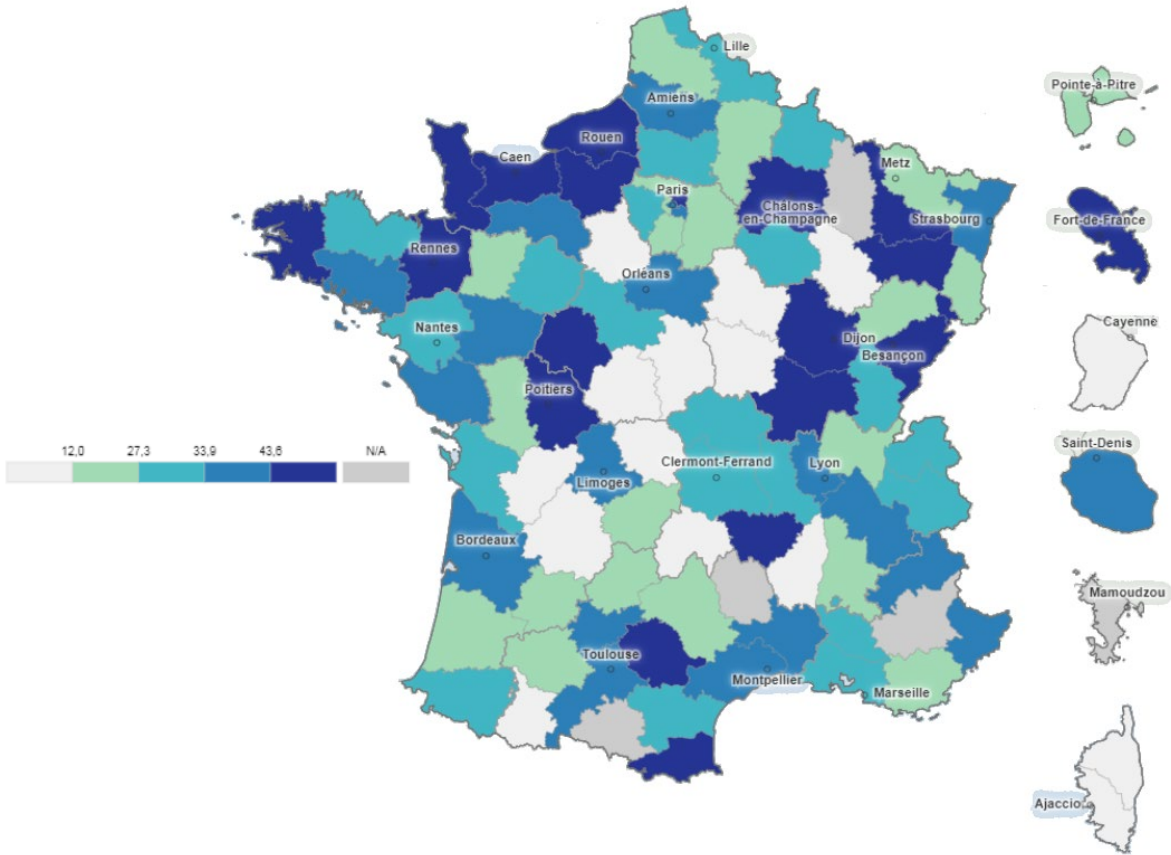 Lille
Pointe-à-Pitre
Amiens
Rouen
Caen
Metz
Paris
Châlons-
en-Champagne
Strasbourg
Fort-de-France
Rennes
Orléans
Nantes
Dijon
Besançon
Cayenne
Poitiers
12,0 27,3 33,9 43,6 N/A
Saint-Denis
Clermont-Ferrand
Lyon
Limoges
Bordeaux
Mamoudzou
Toulouse
Montpellier
Marseille
Ajaccio